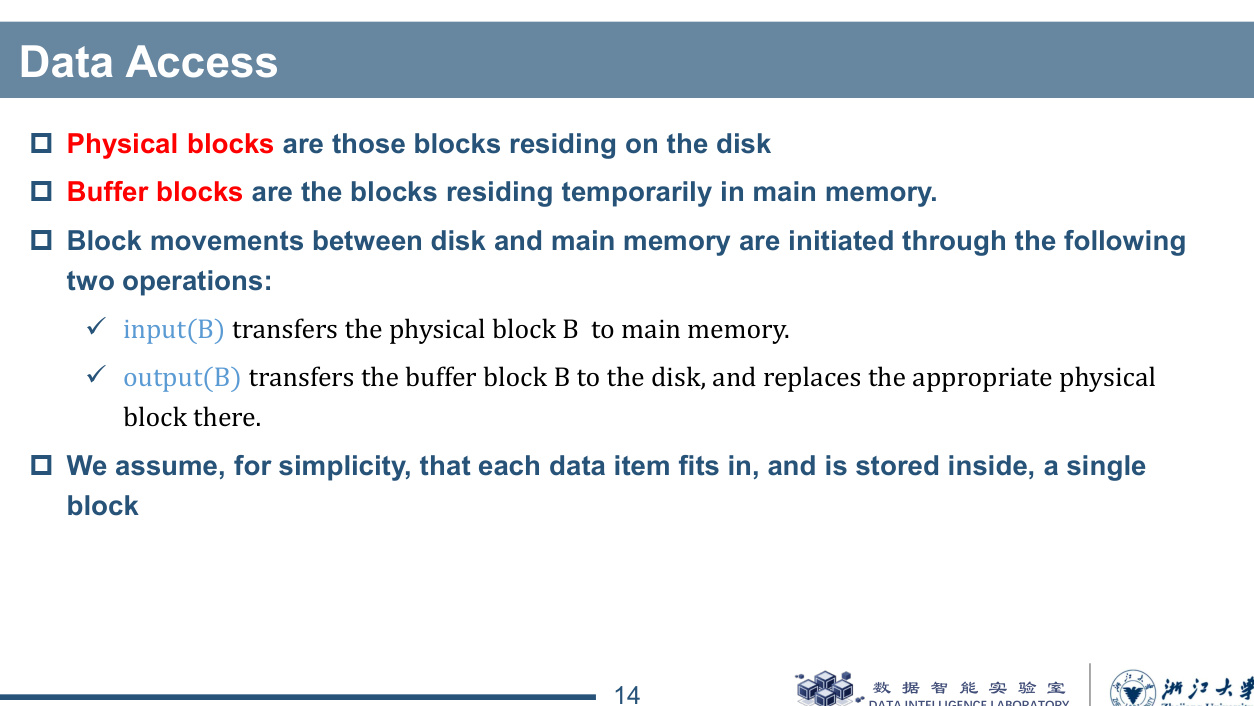 Data Access
Physical blocks are those blocks residing on the disk
Buffer blocks are the blocks residing temporarily in main memory.
Block movements between disk and main memory are initiated through the following
two operations:
input(B) transfers the physical block B to main memory.
output(B) transfers the buffer block B to the disk, and replaces the appropriate physical
block there.
We assume, for simplicity, that each data item fits in, and is stored inside, a single
block
14
数据智能实验室
DATA INTELLIGENCE LABORATORY
浙江大学